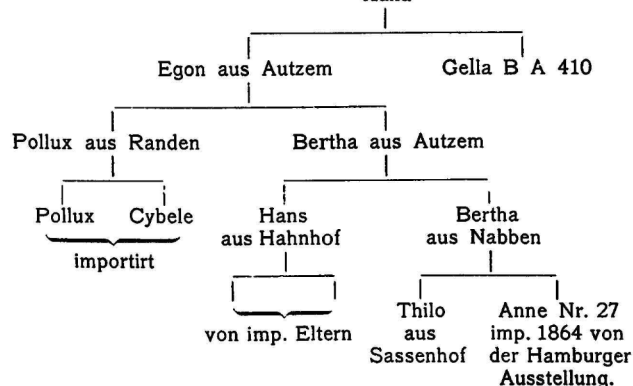 Egon aus Autzem Gella B A 410
Pollux aus Randen Bertha aus Autzem
Pollux Cybele
importirt
Hans
aus Hahnhof
Bertha
aus Nabben
von imp. Eltern
Thilo
aus
Sassenhof
Anne Nr. 27
imp. 1864 von
der Hamburger
Ausstellung.